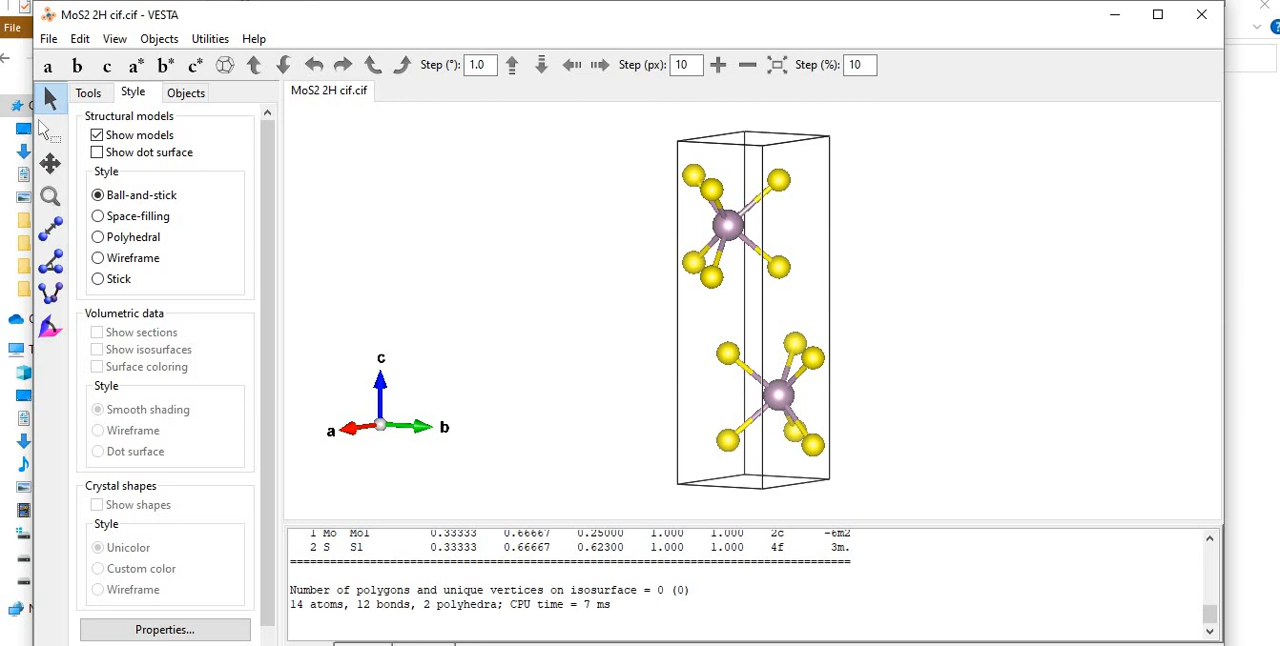 File
MoS2 2H cif.cif - VESTA
File Edit View Objects Utilities Help
a b c a* b* c* Step (°): 1.0 Step (px): 10 Step (%): 10
Tools Style Objects
MoS2 2H cif.cif
Structural models
Show models
Show dot surface
Style
Ball-and-stick
Space-filling
Polyhedral
Wireframe
Stick
Volumetric data
Show sections
Show isosurfaces
Surface coloring
Style
Smooth shading
Wireframe
Dot surface
Crystal shapes
Show shapes
Style
Unicolor
Custom color
Wireframe
Properties...
c
a
b
1 Mo Mo1 0.33333 0.66667 0.25000 1.000 1.000 2c -6m2
2 S S1 0.33333 0.66667 0.62300 1.000 1.000 4f 3m.
Number of polygons and unique vertices on isosurface = 0 (0)
14 atoms, 12 bonds, 2 polyhedra; CPU time = 7 ms